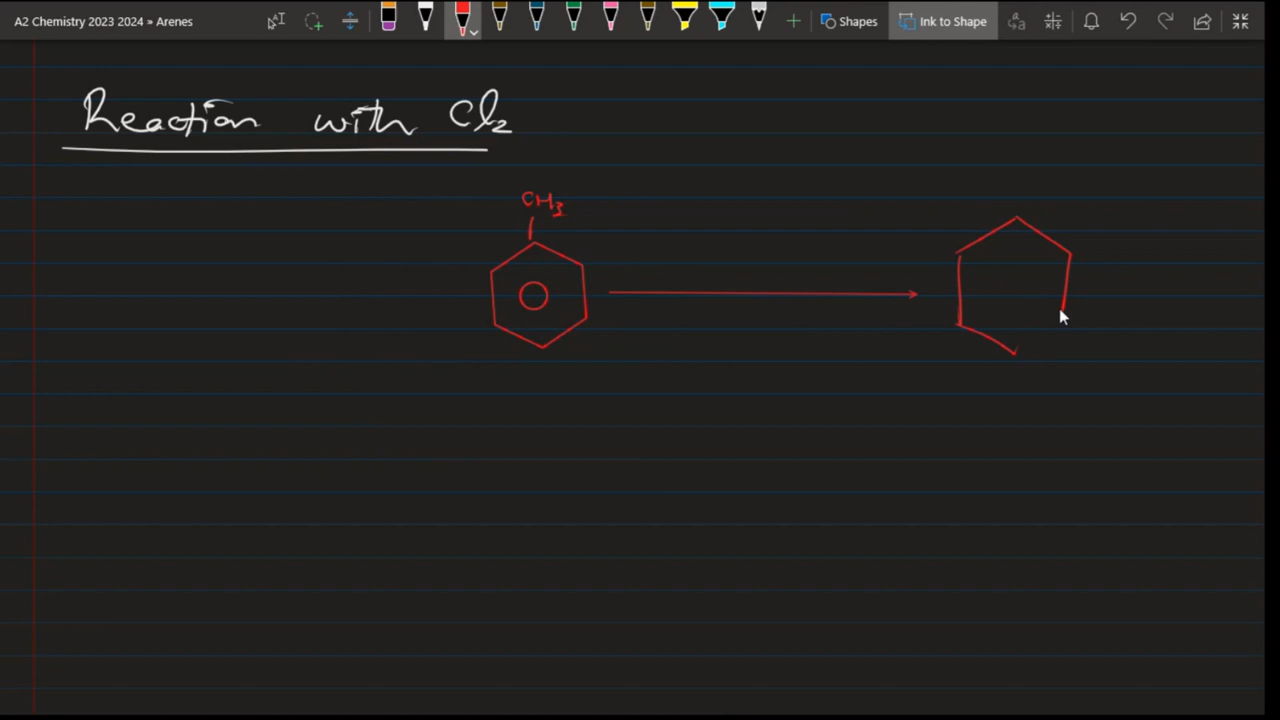 A2 Chemistry 2023 2024 » Arenes
Shapes
Ink to Shape
Reaction with Cl₂
CH₃